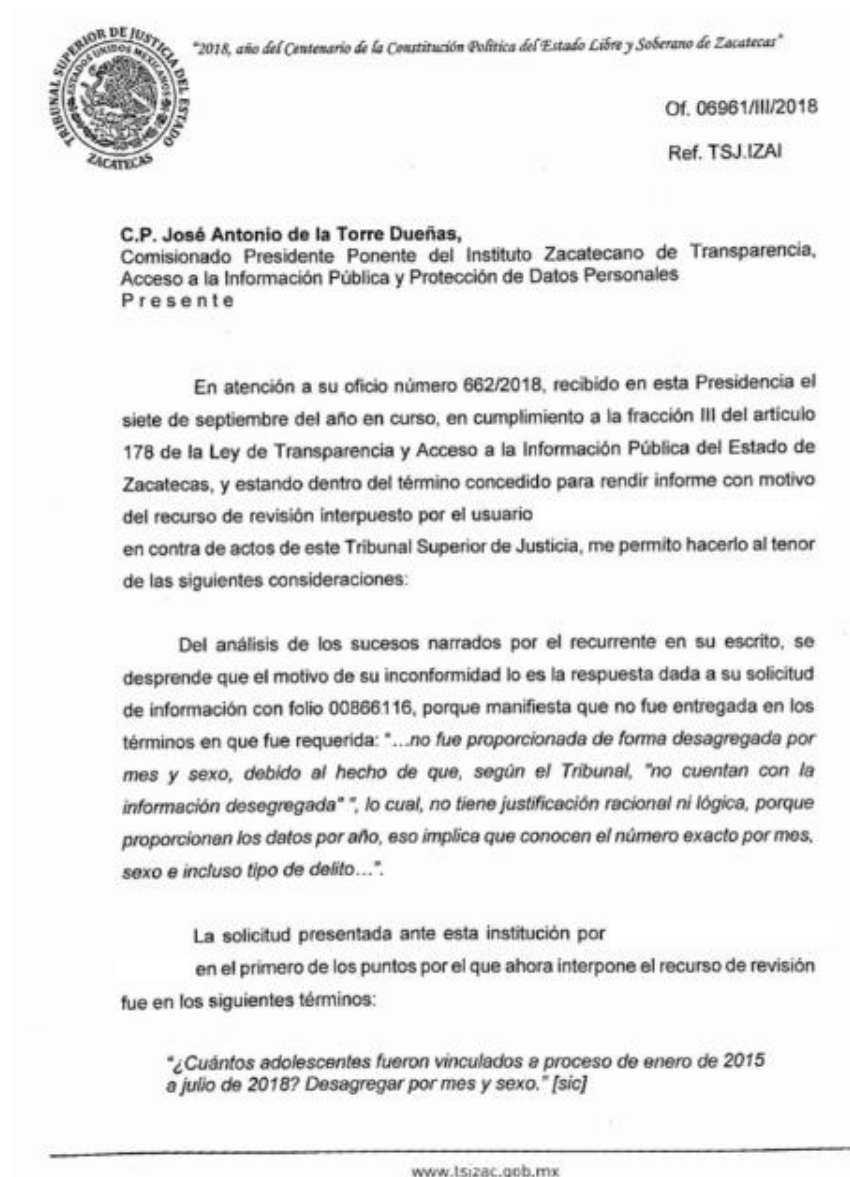 TRIBUNAL SUPERIOR DE JUSTICIA DEL ESTADO
ESTADOS UNIDOS MEXICANOS
ZACATECAS
"2018, año del Centenario de la Constitución Política del Estado Libre y Soberano de Zacatecas"
Of. 06961/III/2018
Ref. TSJ.IZAI
C.P. José Antonio de la Torre Dueñas,
Comisionado Presidente Ponente del Instituto Zacatecano de Transparencia,
Acceso a la Información Pública y Protección de Datos Personales
P r e s e n t e
En atención a su oficio número 662/2018, recibido en esta Presidencia el
siete de septiembre del año en curso, en cumplimiento a la fracción III del artículo
178 de la Ley de Transparencia y Acceso a la Información Pública del Estado de
Zacatecas, y estando dentro del término concedido para rendir informe con motivo
del recurso de revisión interpuesto por el usuario
en contra de actos de este Tribunal Superior de Justicia, me permito hacerlo al tenor
de las siguientes consideraciones:
Del análisis de los sucesos narrados por el recurrente en su escrito, se
desprende que el motivo de su inconformidad lo es la respuesta dada a su solicitud
de información con folio 00866116, porque manifiesta que no fue entregada en los
términos en que fue requerida: "...no fue proporcionada de forma desagregada por
mes y sexo, debido al hecho de que, según el Tribunal, "no cuentan con la
información desegregada" ", lo cual, no tiene justificación racional ni lógica, porque
proporcionan los datos por año, eso implica que conocen el número exacto por mes,
sexo e incluso tipo de delito...".
La solicitud presentada ante esta institución por
en el primero de los puntos por el que ahora interpone el recurso de revisión
fue en los siguientes términos:
"¿Cuántos adolescentes fueron vinculados a proceso de enero de 2015
a julio de 2018? Desagregar por mes y sexo." [sic]
www.tsjzac.gob.mx